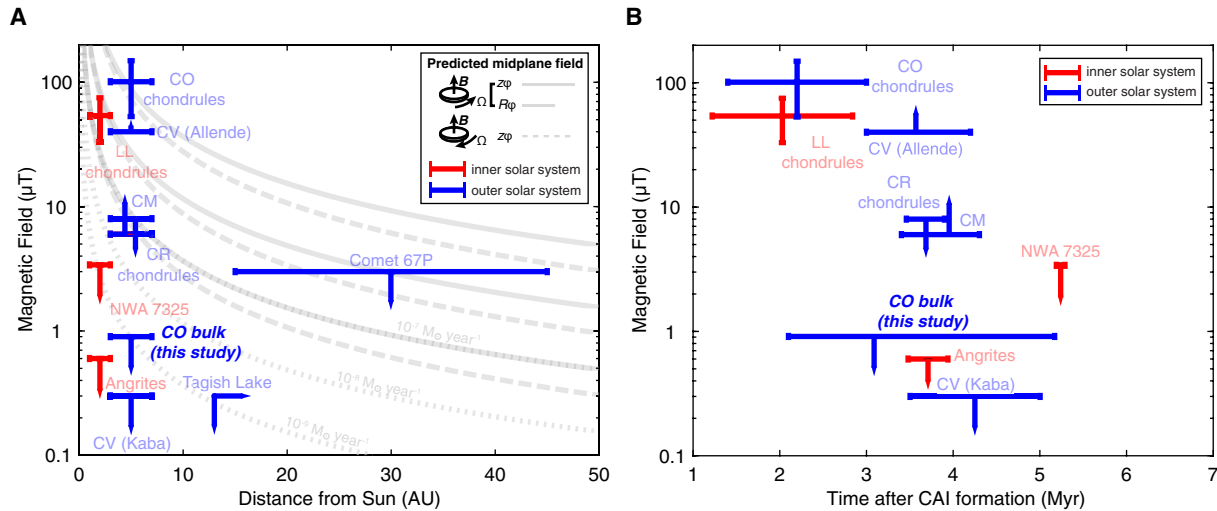 A
Magnetic Field (μT)
100
10
1
0.1
0
10
20
30
40
50
Distance from Sun (AU)
CO
chondrules
CV (Allende)
LL
chondrules
CM
CR
chondrules
NWA 7325
CO bulk
(this study)
Angrites
Tagish Lake
CV (Kaba)
Comet 67P
10⁻⁷ M⊙ year⁻¹
10⁻⁸ M⊙ year⁻¹
10⁻⁹ M⊙ year⁻¹
Predicted midplane field
B
Ω
zφ
Rφ
B
Ω
zφ
inner solar system
outer solar system
B
Magnetic Field (μT)
100
10
1
0.1
1
2
3
4
5
6
7
Time after CAI formation (Myr)
inner solar system
outer solar system
CO
chondrules
LL
chondrules
CV (Allende)
CR
chondrules
CM
NWA 7325
CO bulk
(this study)
Angrites
CV (Kaba)